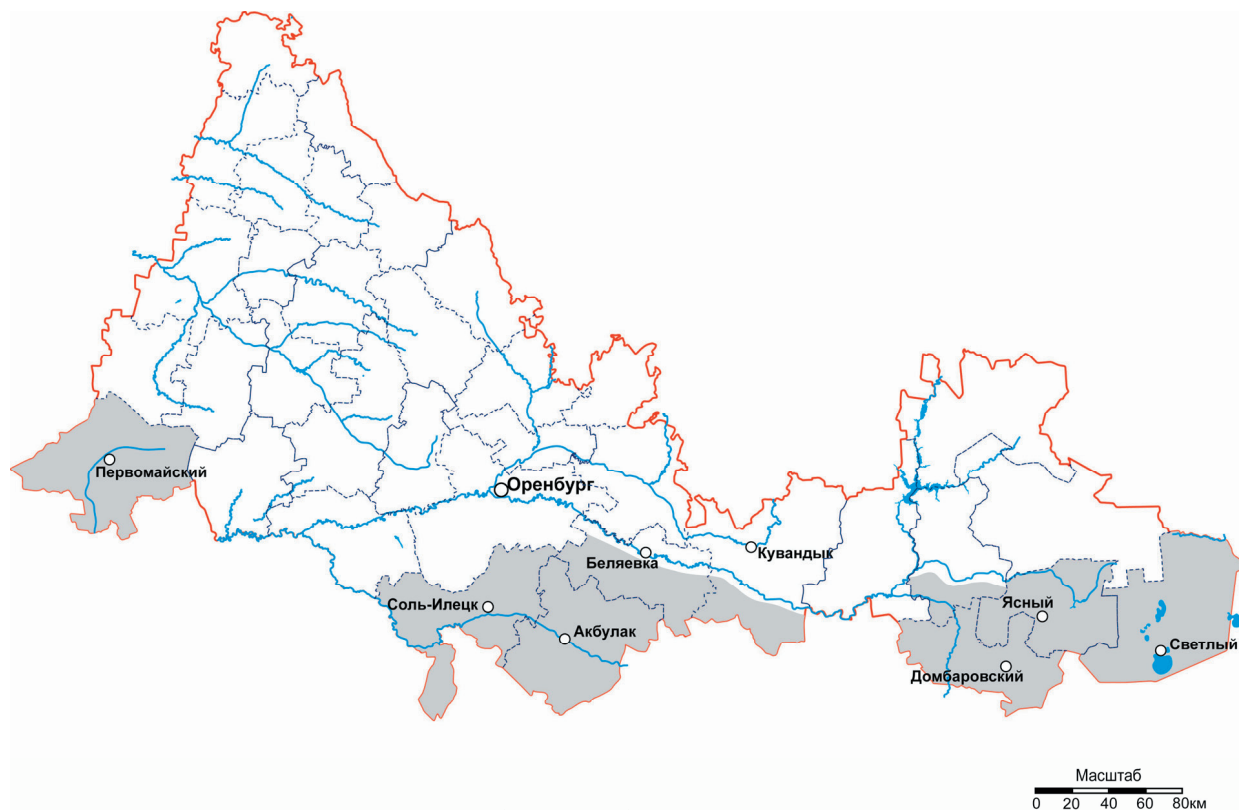 Первомайский
Оренбург
Беляевка
Кувандык
Соль-Илецк
Ясный
Акбулак
Светлый
Домбаровский
Масштаб
0 20 40 60 80км